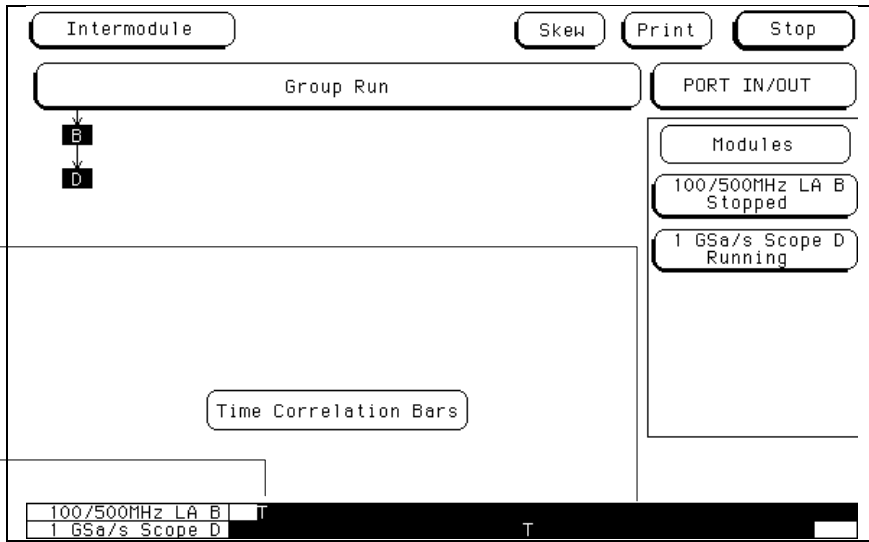 Intermodule Skew Print Stop
Group Run PORT IN/OUT
B
D
Modules
100/500MHz LA B
Stopped
1 GSa/s Scope D
Running
Time Correlation Bars
100/500MHz LA B T
1 GSa/s Scope D T